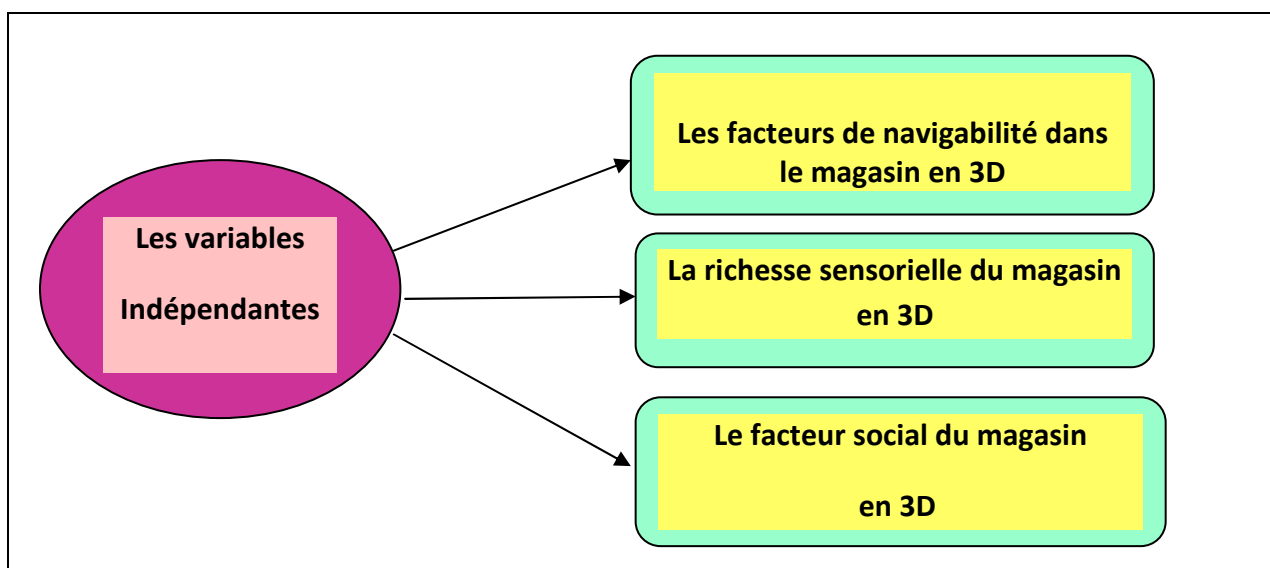 Les variables
Indépendantes
Les facteurs de navigabilité dans
le magasin en 3D
La richesse sensorielle du magasin
en 3D
Le facteur social du magasin
en 3D